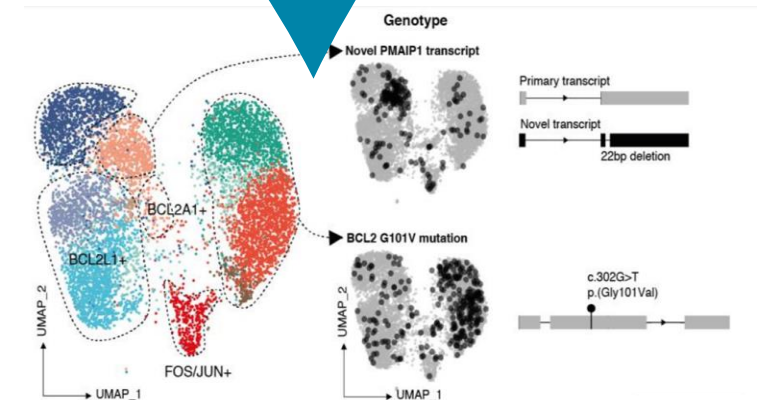 Genotype
Novel PMAIP1 transcript
Primary transcript
Novel transcript
22bp deletion
BCL2A1+
BCL2L1+
FOS/JUN+
UMAP_2
UMAP_1
BCL2 G101V mutation
c.302G>T
p.(Gly101Val)
UMAP_2
UMAP_1